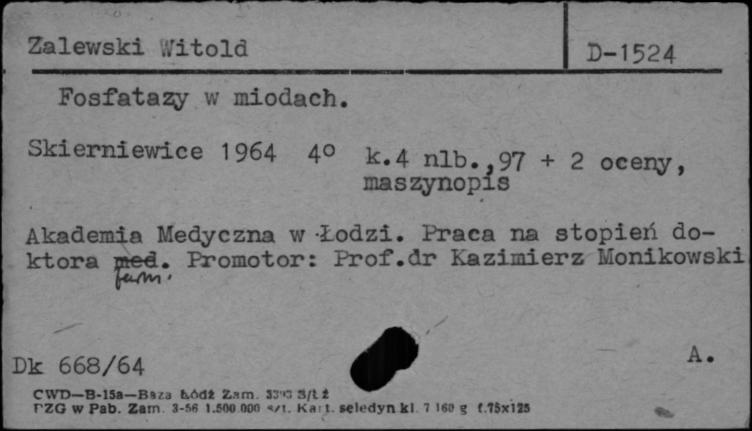 Zalewski Witold
D-1524
Fosfatazy w miodach.
Skierniewice 1964 4º k.4 nlb.,97 + 2 oceny,
maszynopis
Akademia Medyczna w Łodzi. Praca na stopień do-
ktora med. Promotor: Prof.dr Kazimierz Monikowski
farm.
Dk 668/64
A.
CWD—B-15a—Baza Łódź Zam. S/Ł ż
PZG w Pab. Zam. 3-56 1.500.000 Kart. seledyn kl. 7 160 g f.75x125